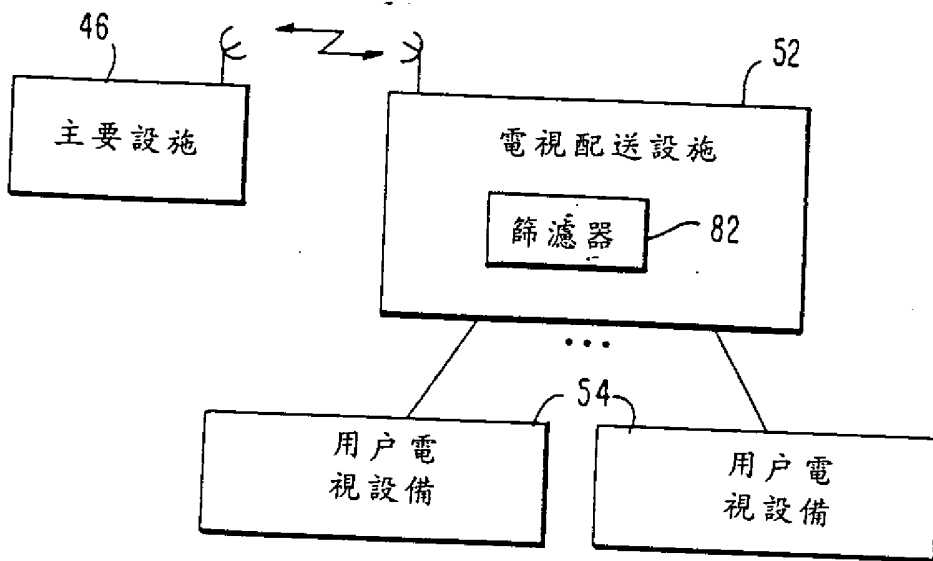 46
主要設施
52
電視配送設施
篩濾器
82
...
54
用户電
視設備
用户電
視設備